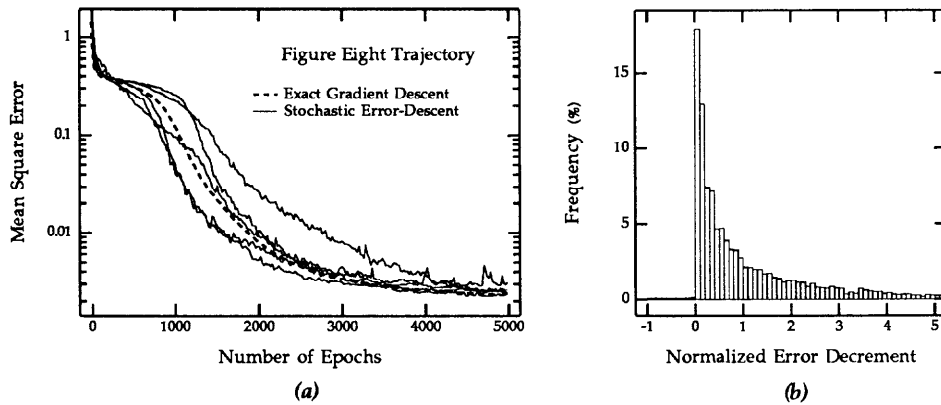 1
0.1
0.01
Mean Square Error
Figure Eight Trajectory
Exact Gradient Descent
Stochastic Error-Descent
0
1000
2000
3000
4000
5000
Number of Epochs
(a)
15
10
5
0
Frequency (%)
-1
0
1
2
3
4
5
Normalized Error Decrement
(b)